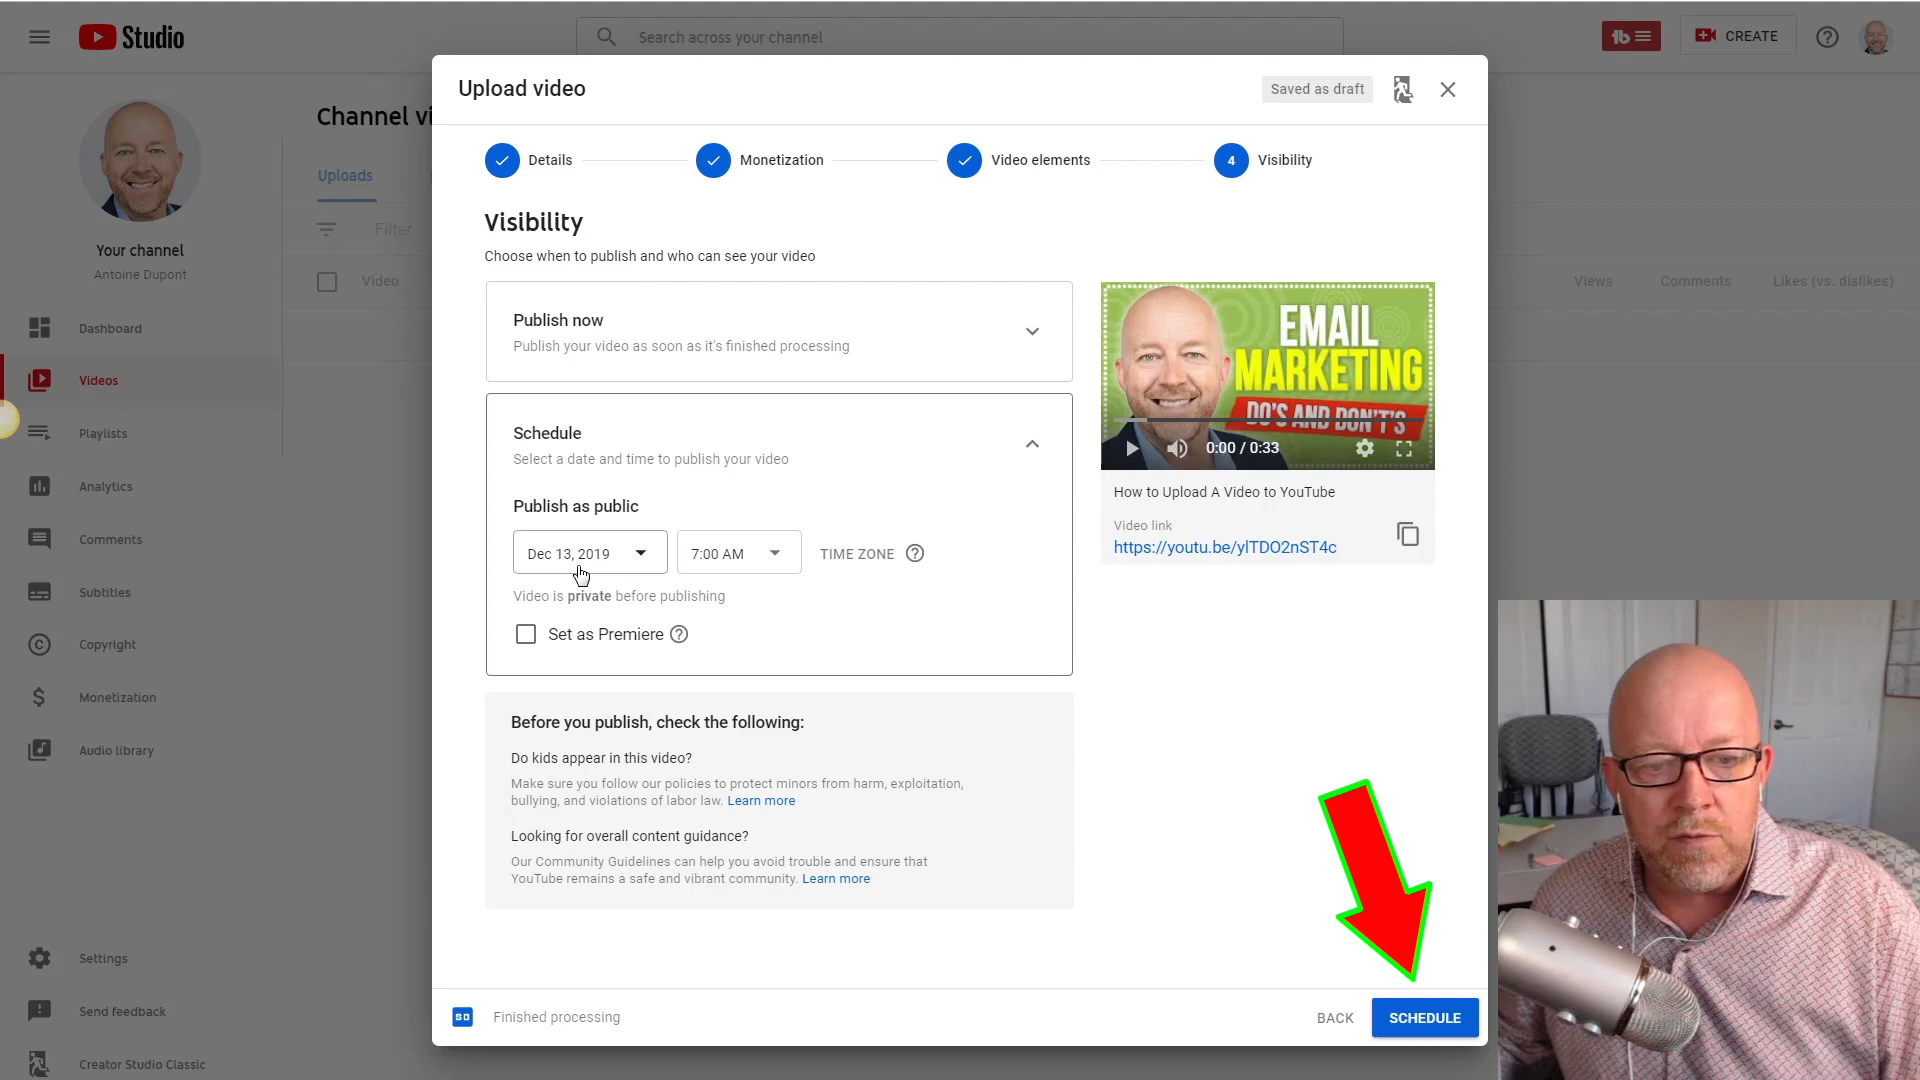 Studio
Search across your channel
CREATE
Upload video
Saved as draft
Channel vi
Details
Monetization
Video elements
4
Visibility
Uploads
Filter
Video
Views
Comments
Likes (vs. dislikes)
Your channel
Antoine Dupont
Dashboard
Videos
Playlists
Analytics
Comments
Subtitles
Copyright
Monetization
Audio library
Settings
Send feedback
Creator Studio Classic
Visibility
Choose when to publish and who can see your video
Publish now
Publish your video as soon as it's finished processing
Schedule
Select a date and time to publish your video
Publish as public
Dec 13, 2019
7:00 AM
TIME ZONE
Video is private before publishing
Set as Premiere
Before you publish, check the following:
Do kids appear in this video?
Make sure you follow our policies to protect minors from harm, exploitation,
bullying, and violations of labor law. Learn more
Looking for overall content guidance?
Our Community Guidelines can help you avoid trouble and ensure that
YouTube remains a safe and vibrant community. Learn more
EMAIL
MARKETING
DO'S AND DON'T'S
0:00 / 0:33
How to Upload A Video to YouTube
Video link
https://youtu.be/ylTDO2nST4c
SD
Finished processing
BACK
SCHEDULE